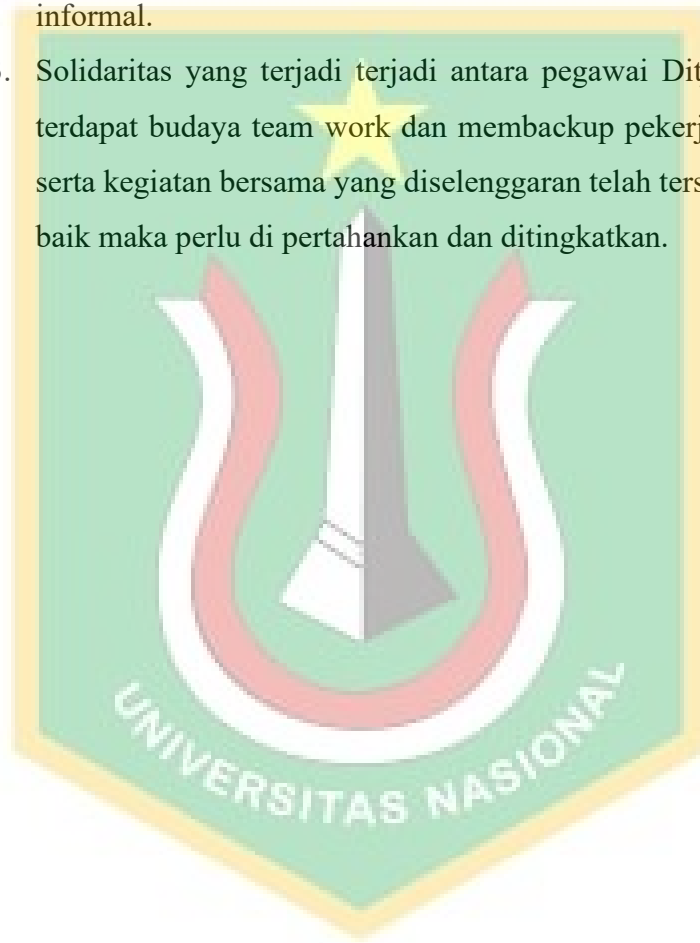 informal.
. Solidaritas yang terjadi terjadi antara pegawai Dit
terdapat budaya team work dan membackup pekerj
serta kegiatan bersama yang diselenggaran telah ters
baik maka perlu di pertahankan dan ditingkatkan.
UNIVERSITAS NASIONAL